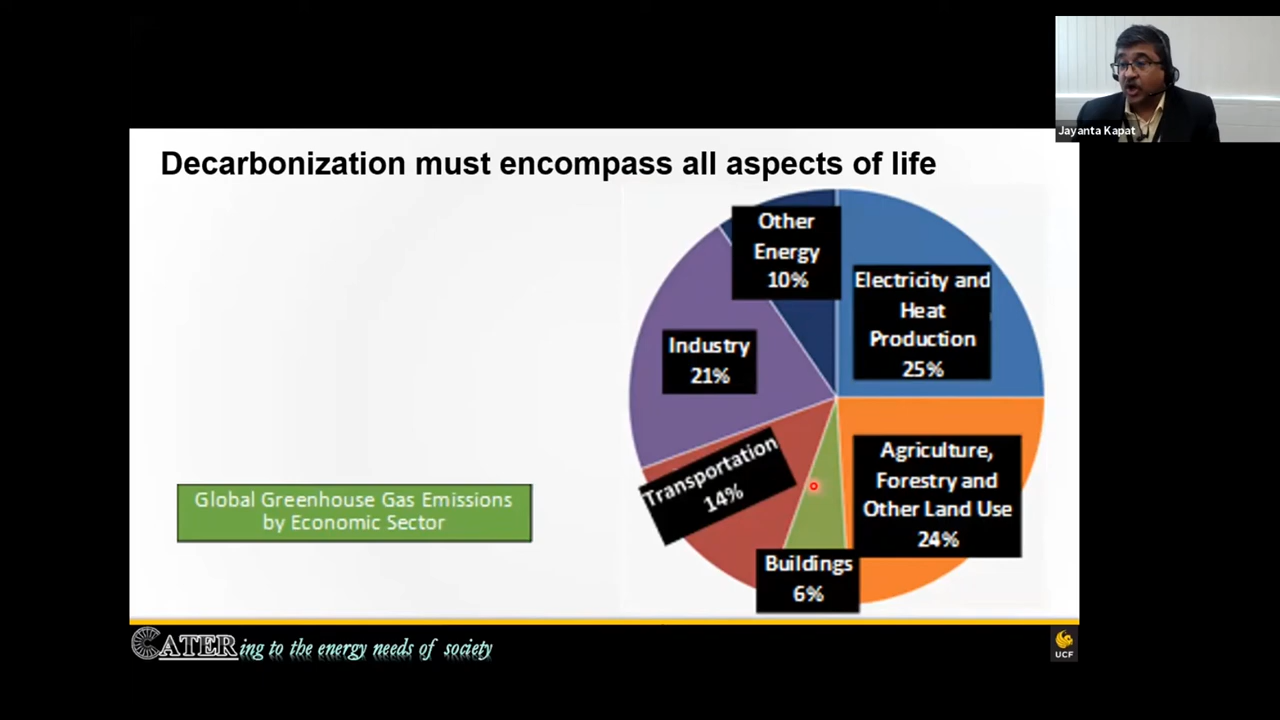 Jayanta Kapat
Decarbonization must encompass all aspects of life
Other
Energy
10%
Electricity and
Heat
Production
25%
Industry
21%
Transportation
14%
Agriculture,
Forestry and
Other Land Use
24%
Buildings
6%
Global Greenhouse Gas Emissions
by Economic Sector
CATERing to the energy needs of society
UCF